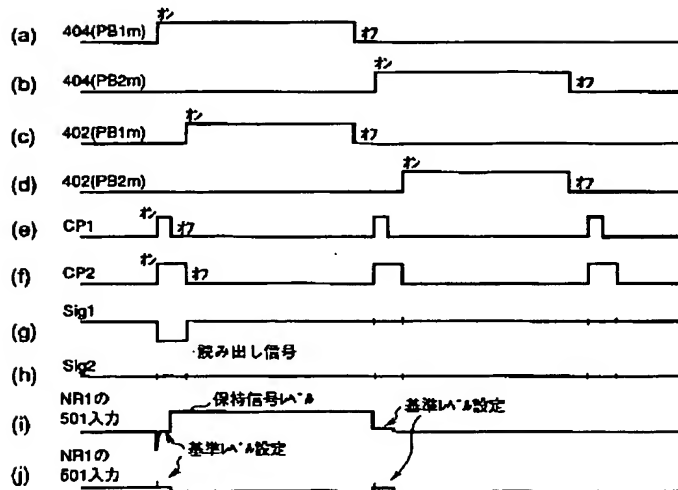 (a) 404(PB1m) オン オフ
(b) 404(PB2m) オン オフ
(c) 402(PB1m) オン オフ
(d) 402(PB2m) オン オフ
(e) CP1 オン オフ
(f) CP2 オン オフ
(g) Sig1
読み出し信号
(h) Sig2
(i) NR1の 501入力 保持信号レベル 基準レベル設定
基準レベル設定
(j) NR1の 501入力